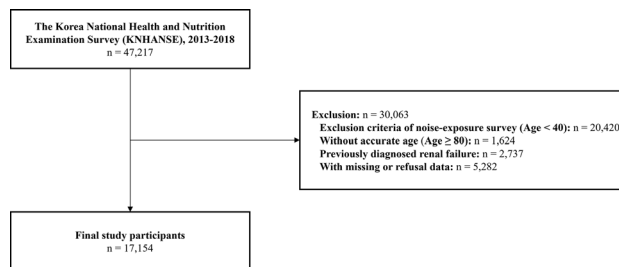 The Korea National Health and Nutrition
Examination Survey (KNHANSE), 2013-2018
n = 47,217
Exclusion: n = 30,063
Exclusion criteria of noise-exposure survey (Age < 40): n = 20,420
Without accurate age (Age ≥ 80): n = 1,624
Previously diagnosed renal failure: n = 2,737
With missing or refusal data: n = 5,282
Final study participants
n = 17,154